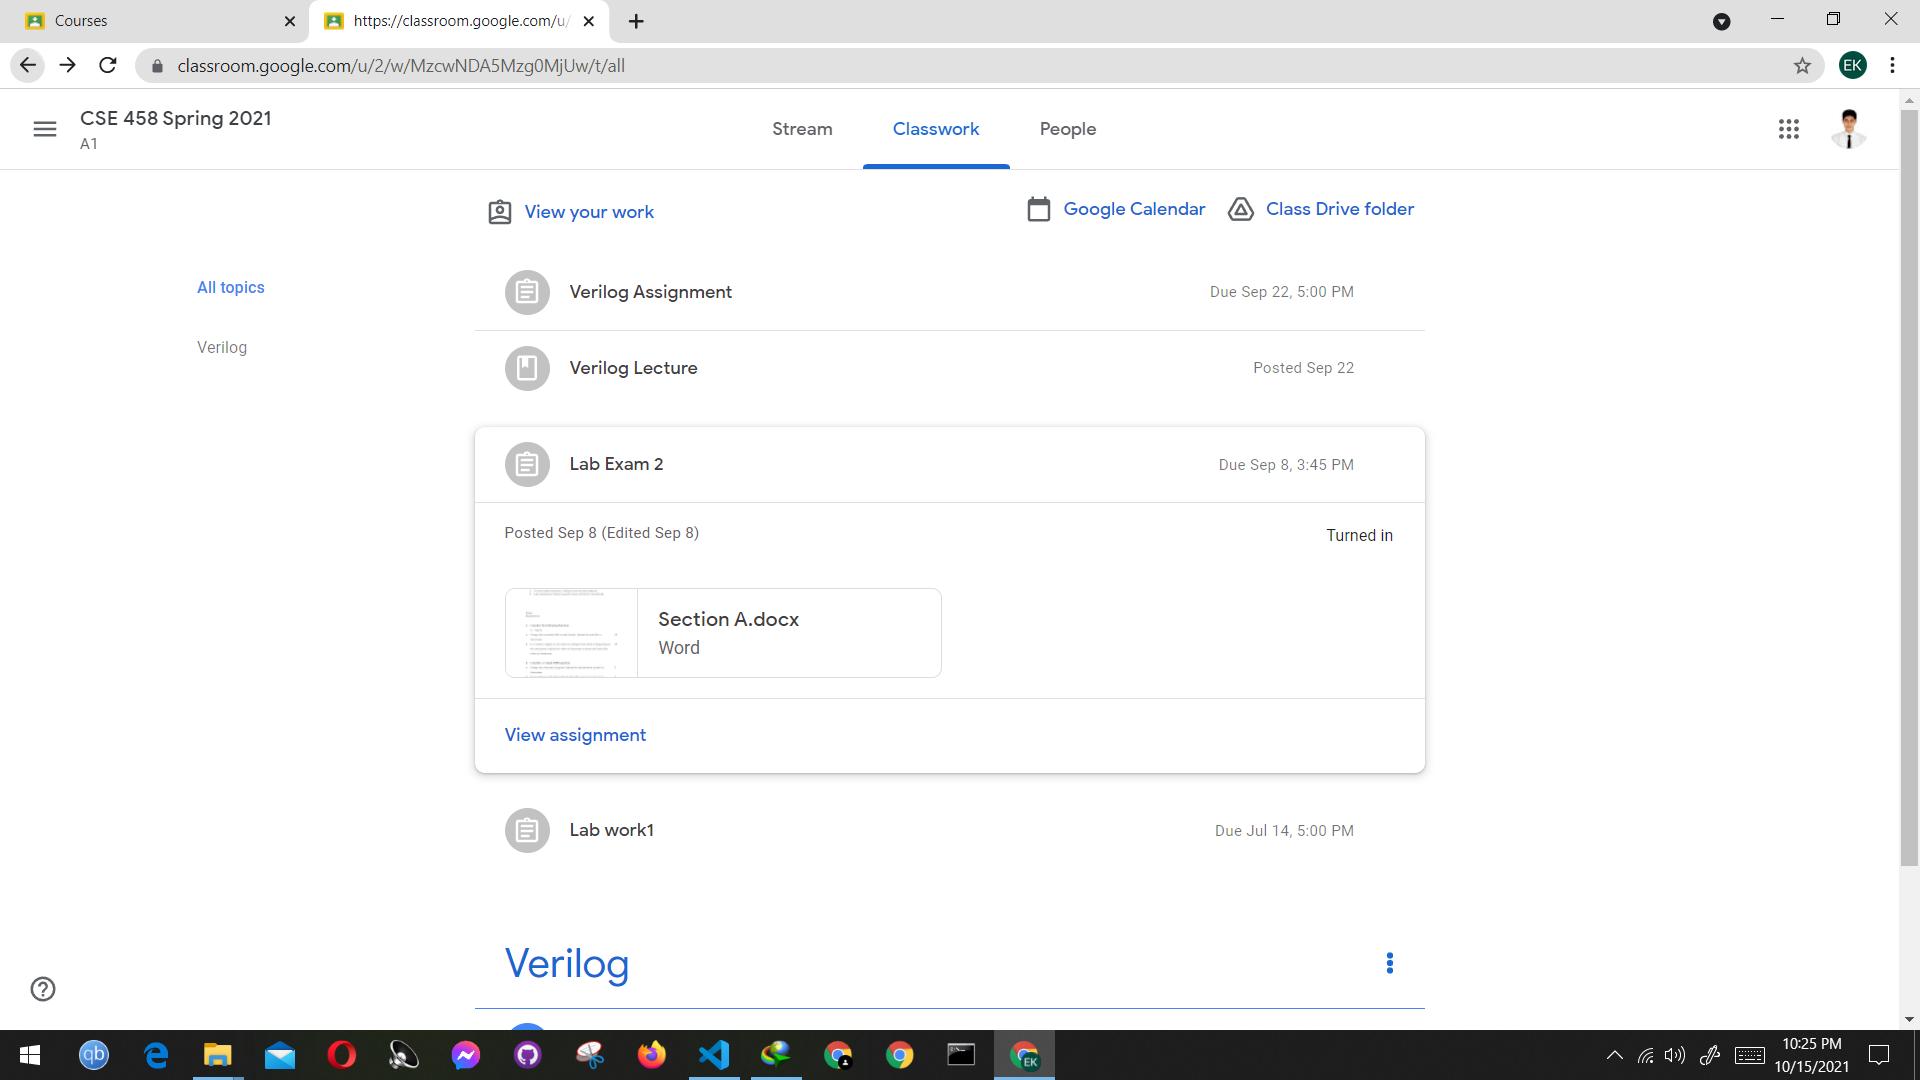 Courses
https://classroom.google.com/u/
classroom.google.com/u/2/w/MzcwNDA5Mzg0MjUw/t/all
EK
CSE 458 Spring 2021
A1
Stream
Classwork
People
View your work
Google Calendar
Class Drive folder
All topics
Verilog
Verilog Assignment
Due Sep 22, 5:00 PM
Verilog Lecture
Posted Sep 22
Lab Exam 2
Due Sep 8, 3:45 PM
Posted Sep 8 (Edited Sep 8)
Turned in
Section A.docx
Word
View assignment
Lab work1
Due Jul 14, 5:00 PM
Verilog
qb
EK
10:25 PM
10/15/2021